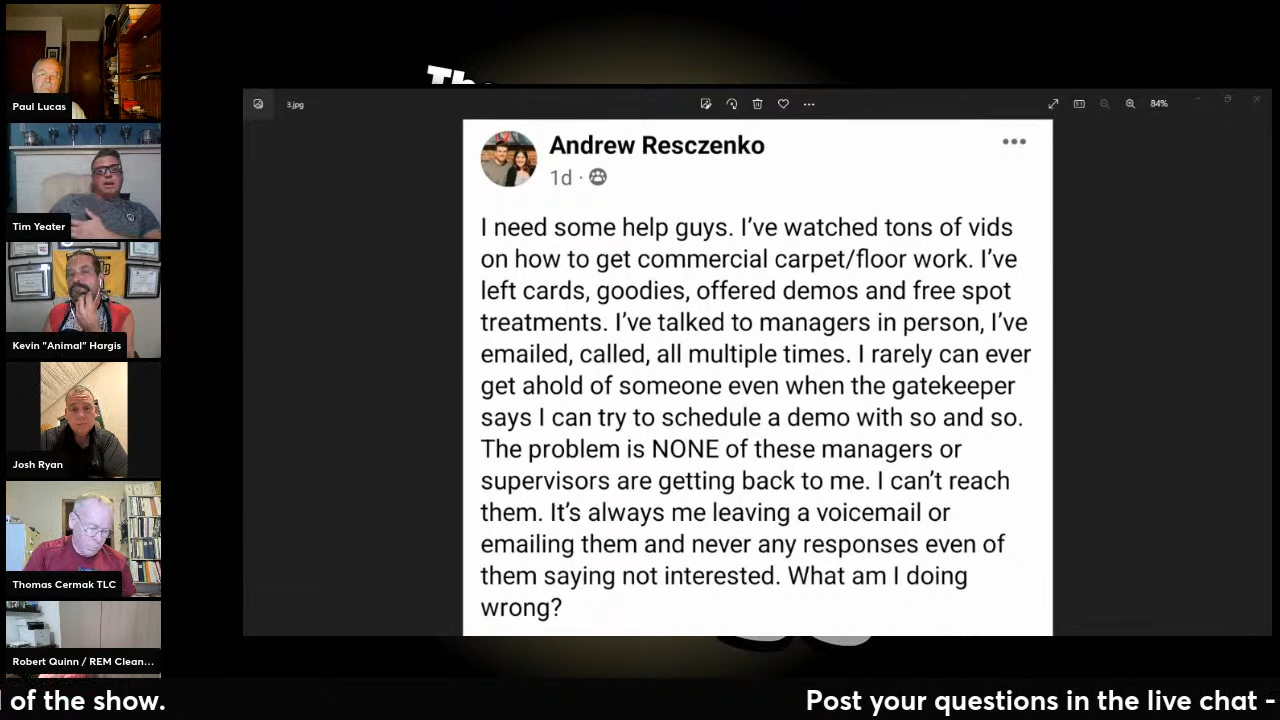 Paul Lucas
Tim Yeater
Kevin "Animal" Hargis
Josh Ryan
Thomas Cermak TLC
Robert Quinn / REM Clean...
The
3.jpg
84%
Andrew Resczenko
1d ·
I need some help guys. I've watched tons of vids
on how to get commercial carpet/floor work. I've
left cards, goodies, offered demos and free spot
treatments. I've talked to managers in person, I've
emailed, called, all multiple times. I rarely can ever
get ahold of someone even when the gatekeeper
says I can try to schedule a demo with so and so.
The problem is NONE of these managers or
supervisors are getting back to me. I can't reach
them. It's always me leaving a voicemail or
emailing them and never any responses even of
them saying not interested. What am I doing
wrong?
of the show.
Post your questions in the live chat -